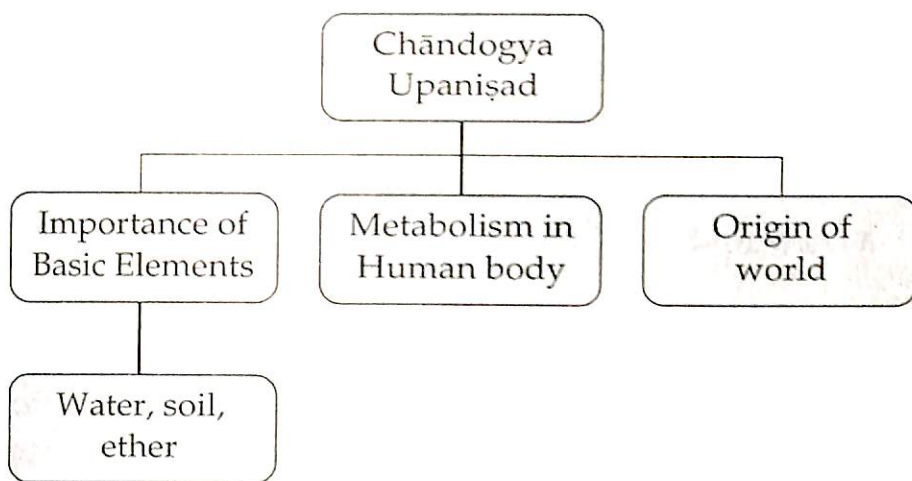 Chāndogya
Upaniṣad
Importance of
Basic Elements
Metabolism in
Human body
Origin of
world
Water, soil,
ether